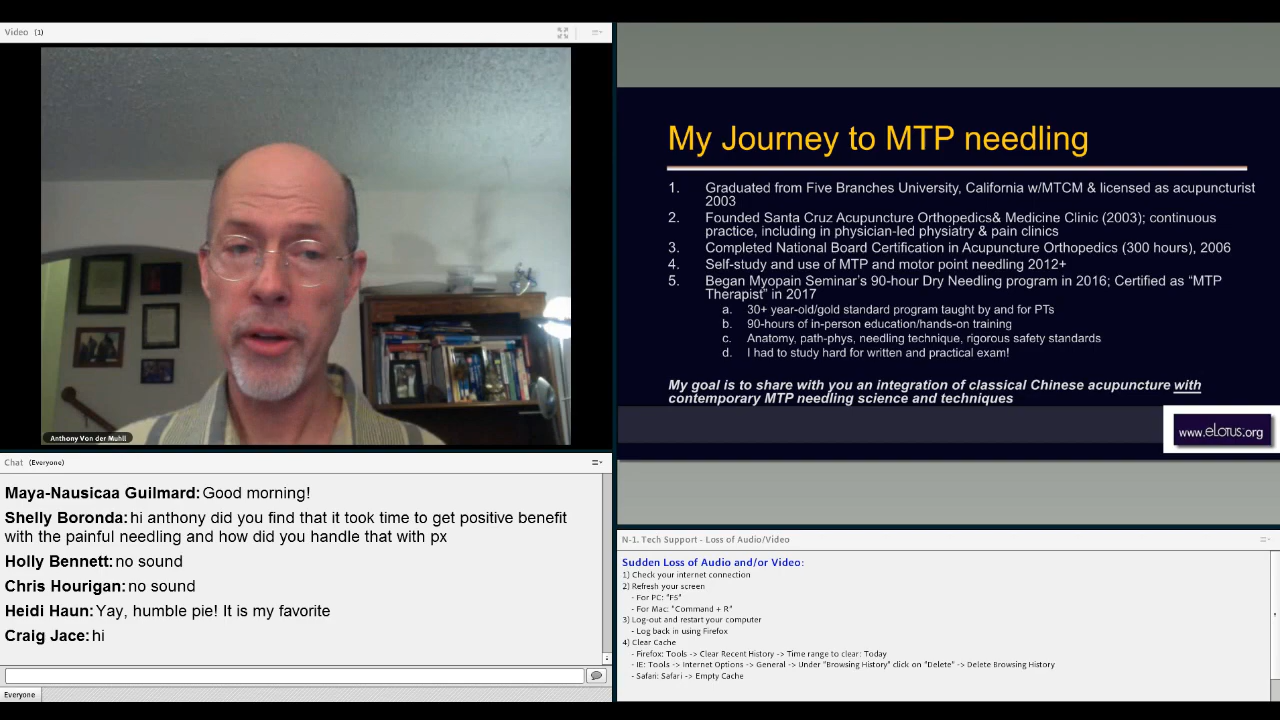 Video (1)
Anthony Von der Muhll
Chat (Everyone)
Maya-Nausicaa Guilmard: Good morning!
Shelly Boronda: hi anthony did you find that it took time to get positive benefit
with the painful needling and how did you handle that with px
Holly Bennett: no sound
Chris Hourigan: no sound
Heidi Haun: Yay, humble pie! It is my favorite
Craig Jace: hi
Everyone
My Journey to MTP needling
1. Graduated from Five Branches University, California w/MTCM & licensed as acupuncturist
2003
2. Founded Santa Cruz Acupuncture Orthopedics& Medicine Clinic (2003); continuous
practice, including in physician-led physiatry & pain clinics
3. Completed National Board Certification in Acupuncture Orthopedics (300 hours), 2006
4. Self-study and use of MTP and motor point needling 2012+
5. Began Myopain Seminar's 90-hour Dry Needling program in 2016; Certified as “MTP
Therapist” in 2017
a. 30+ year-old/gold standard program taught by and for PTs
b. 90-hours of in-person education/hands-on training
c. Anatomy, path-phys, needling technique, rigorous safety standards
d. I had to study hard for written and practical exam!
My goal is to share with you an integration of classical Chinese acupuncture with
contemporary MTP needling science and techniques
www.eLotus.org
N-1. Tech Support - Loss of Audio/Video
Sudden Loss of Audio and/or Video:
1) Check your internet connection
2) Refresh your screen
- For PC: "F5"
- For Mac: "Command + R"
3) Log-out and restart your computer
- Log back in using Firefox
4) Clear Cache
- Firefox: Tools -> Clear Recent History -> Time range to clear: Today
- IE: Tools -> Internet Options -> General -> Under "Browsing History" click on "Delete" -> Delete Browsing History
- Safari: Safari -> Empty Cache